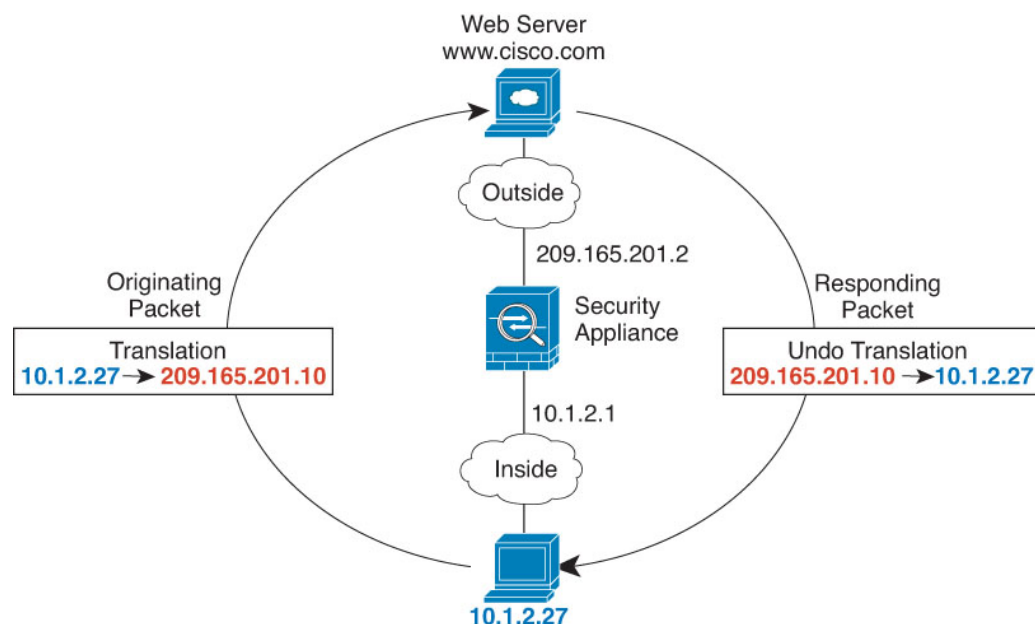 Web Server
www.cisco.com
Outside
209.165.201.2
Originating
Packet
Translation
10.1.2.27 209.165.201.10
Security
Appliance
Responding
Packet
Undo Translation
209.165.201.10 10.1.2.27
10.1.2.1
Inside
10.1.2.27